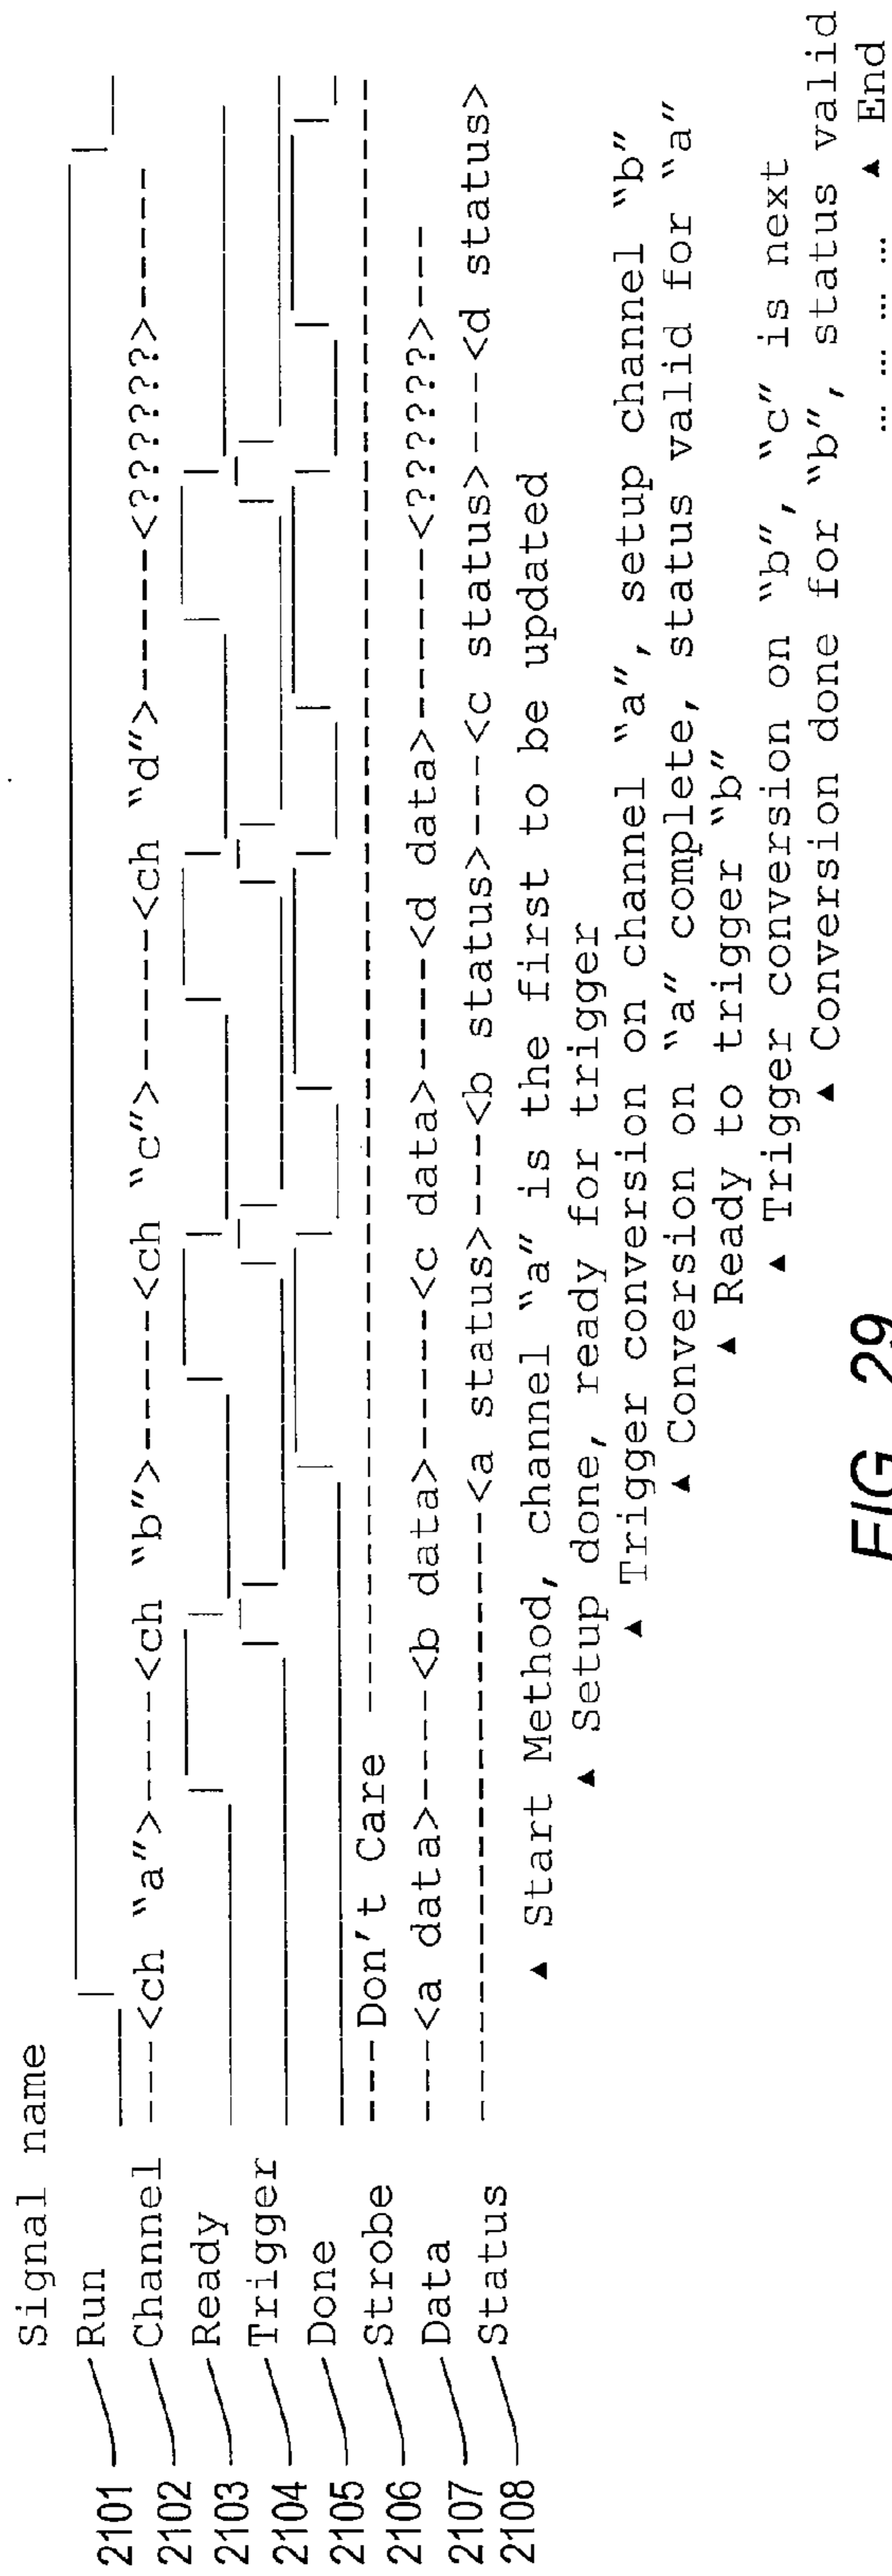 Signal name
2101 Run
2102 Channel ---<ch "a">-----<ch "b">-----<ch "c">-----<ch "d">-----<???????>-----
2103 Ready
2104 Trigger
2105 Done
2106 Strobe ---Don't Care --------------------------------
2107 Data ---<a data>-----<b data>------<c data>-----<d data>-------<??????>----
2108 Status --------------------<a status>---<b status>---<c status>---<d status>
▲ Start Method, channel "a" is the first to be updated
▲ Setup done, ready for trigger
▲ Trigger conversion on channel "a", setup channel "b"
▲ Conversion on "a" complete, status valid for "a"
▲ Ready to trigger "b"
▲ Trigger conversion on "b", "c" is next
▲ Conversion done for "b", status valid
... ... ... ... ▲ End
FIG_29